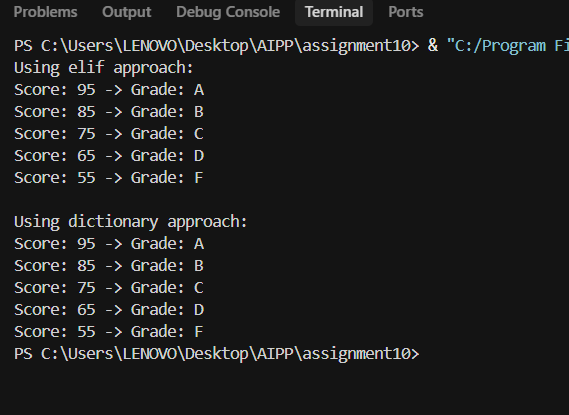 Problems Output Debug Console Terminal Ports
PS C:\Users\LENOVO\Desktop\AIPP\assignment10> & "C:/Program Fi
Using elif approach:
Score: 95 -> Grade: A
Score: 85 -> Grade: B
Score: 75 -> Grade: C
Score: 65 -> Grade: D
Score: 55 -> Grade: F
Using dictionary approach:
Score: 95 -> Grade: A
Score: 85 -> Grade: B
Score: 75 -> Grade: C
Score: 65 -> Grade: D
Score: 55 -> Grade: F
PS C:\Users\LENOVO\Desktop\AIPP\assignment10>